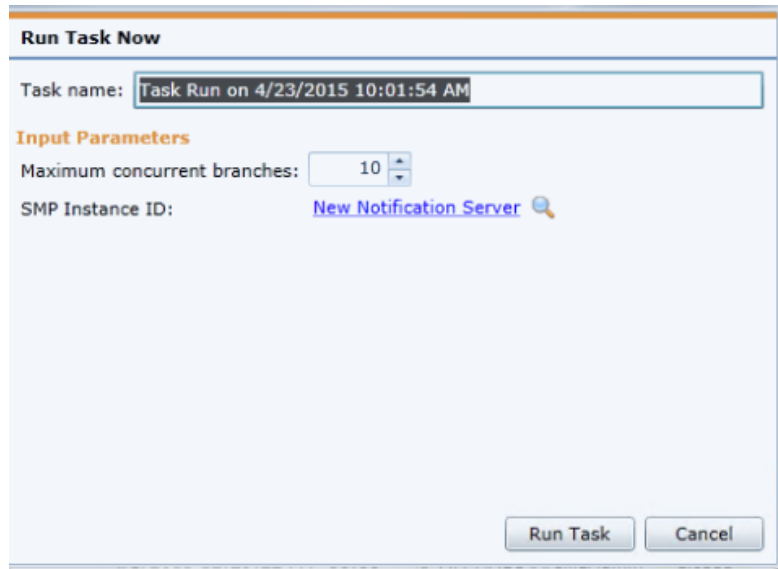 Run Task Now
Task name: Task Run on 4/23/2015 10:01:54 AM
Input Parameters
Maximum concurrent branches: 10
SMP Instance ID: New Notification Server
Run Task Cancel